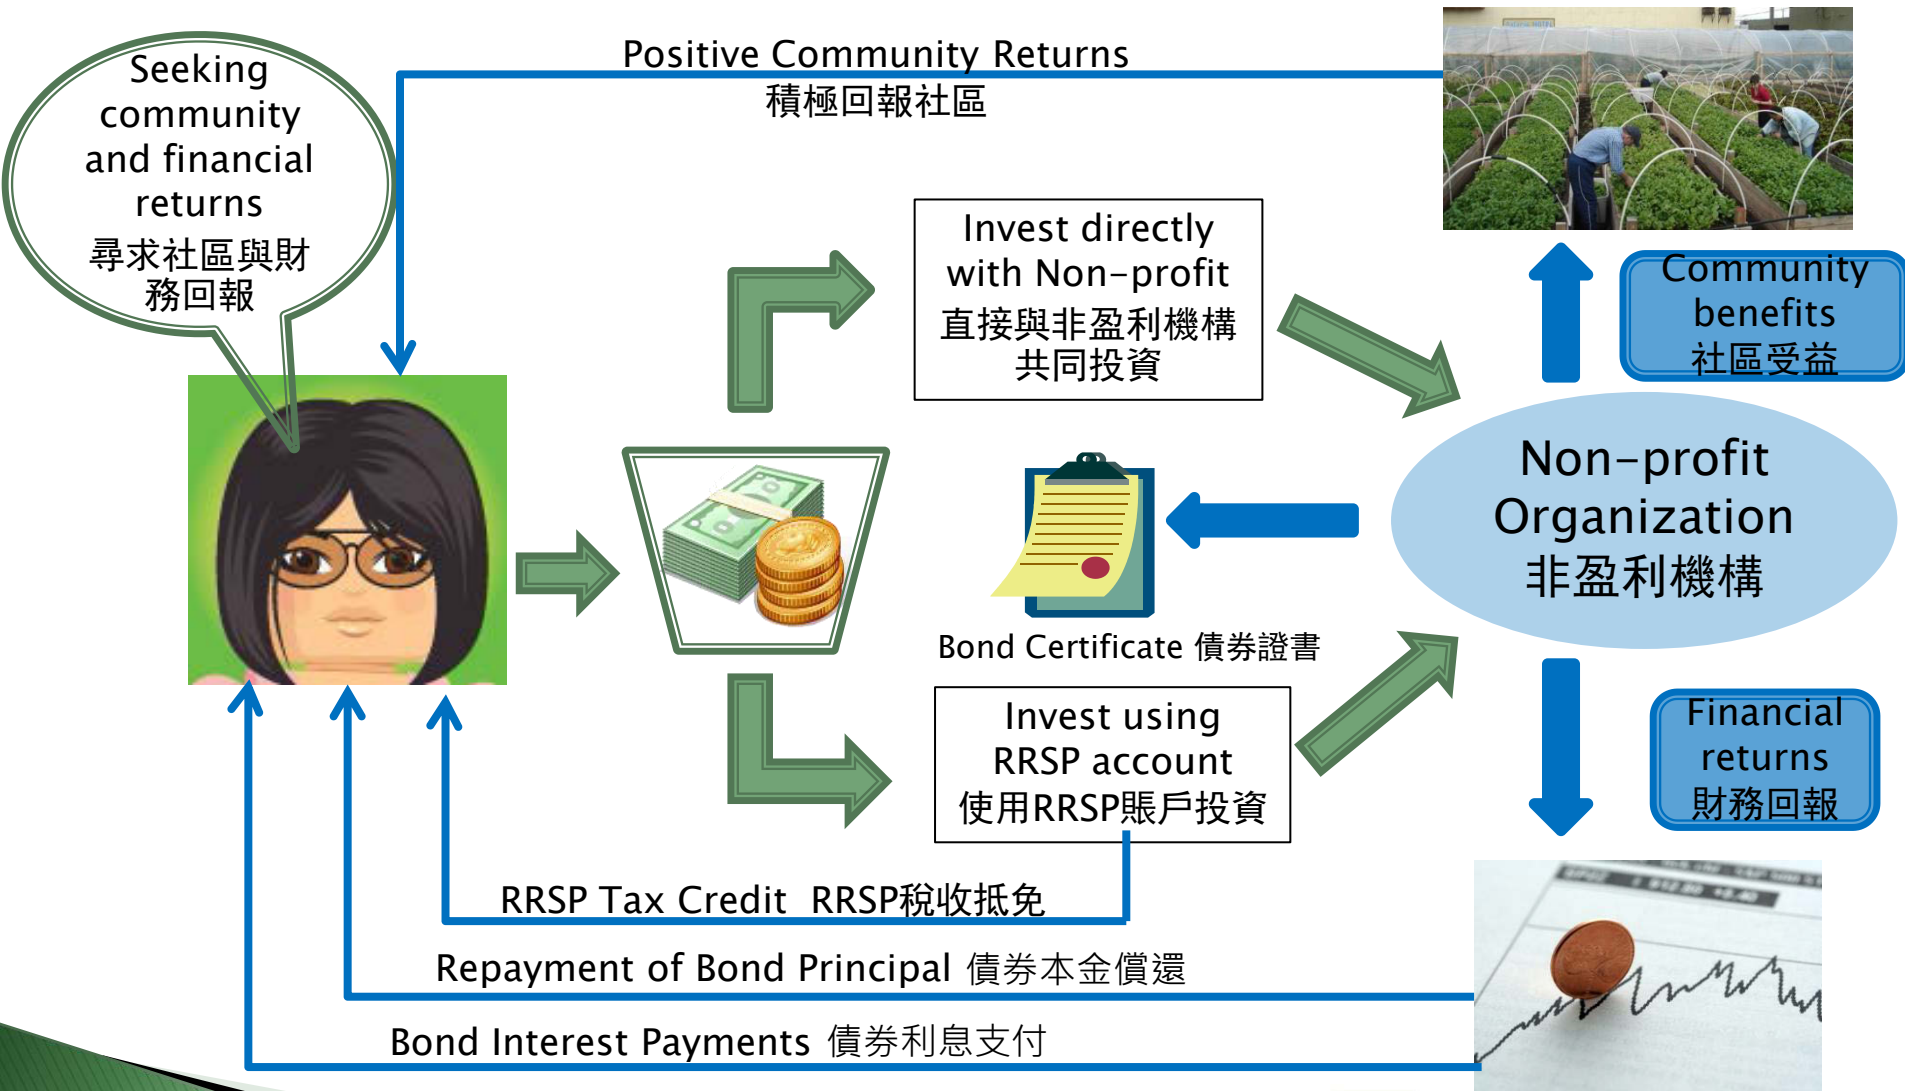 Seeking
community
and financial
returns
尋求社區與財
務回報
Positive Community Returns
積極回報社區
Invest directly
with Non-profit
直接與非盈利機構
共同投資
Community
benefits
社區受益
Non-profit
Organization
非盈利機構
Bond Certificate 債券證書
Invest using
RRSP account
使用RRSP賬戶投資
Financial
returns
財務回報
RRSP Tax Credit RRSP稅收抵免
Repayment of Bond Principal 債券本金償還
Bond Interest Payments 債券利息支付